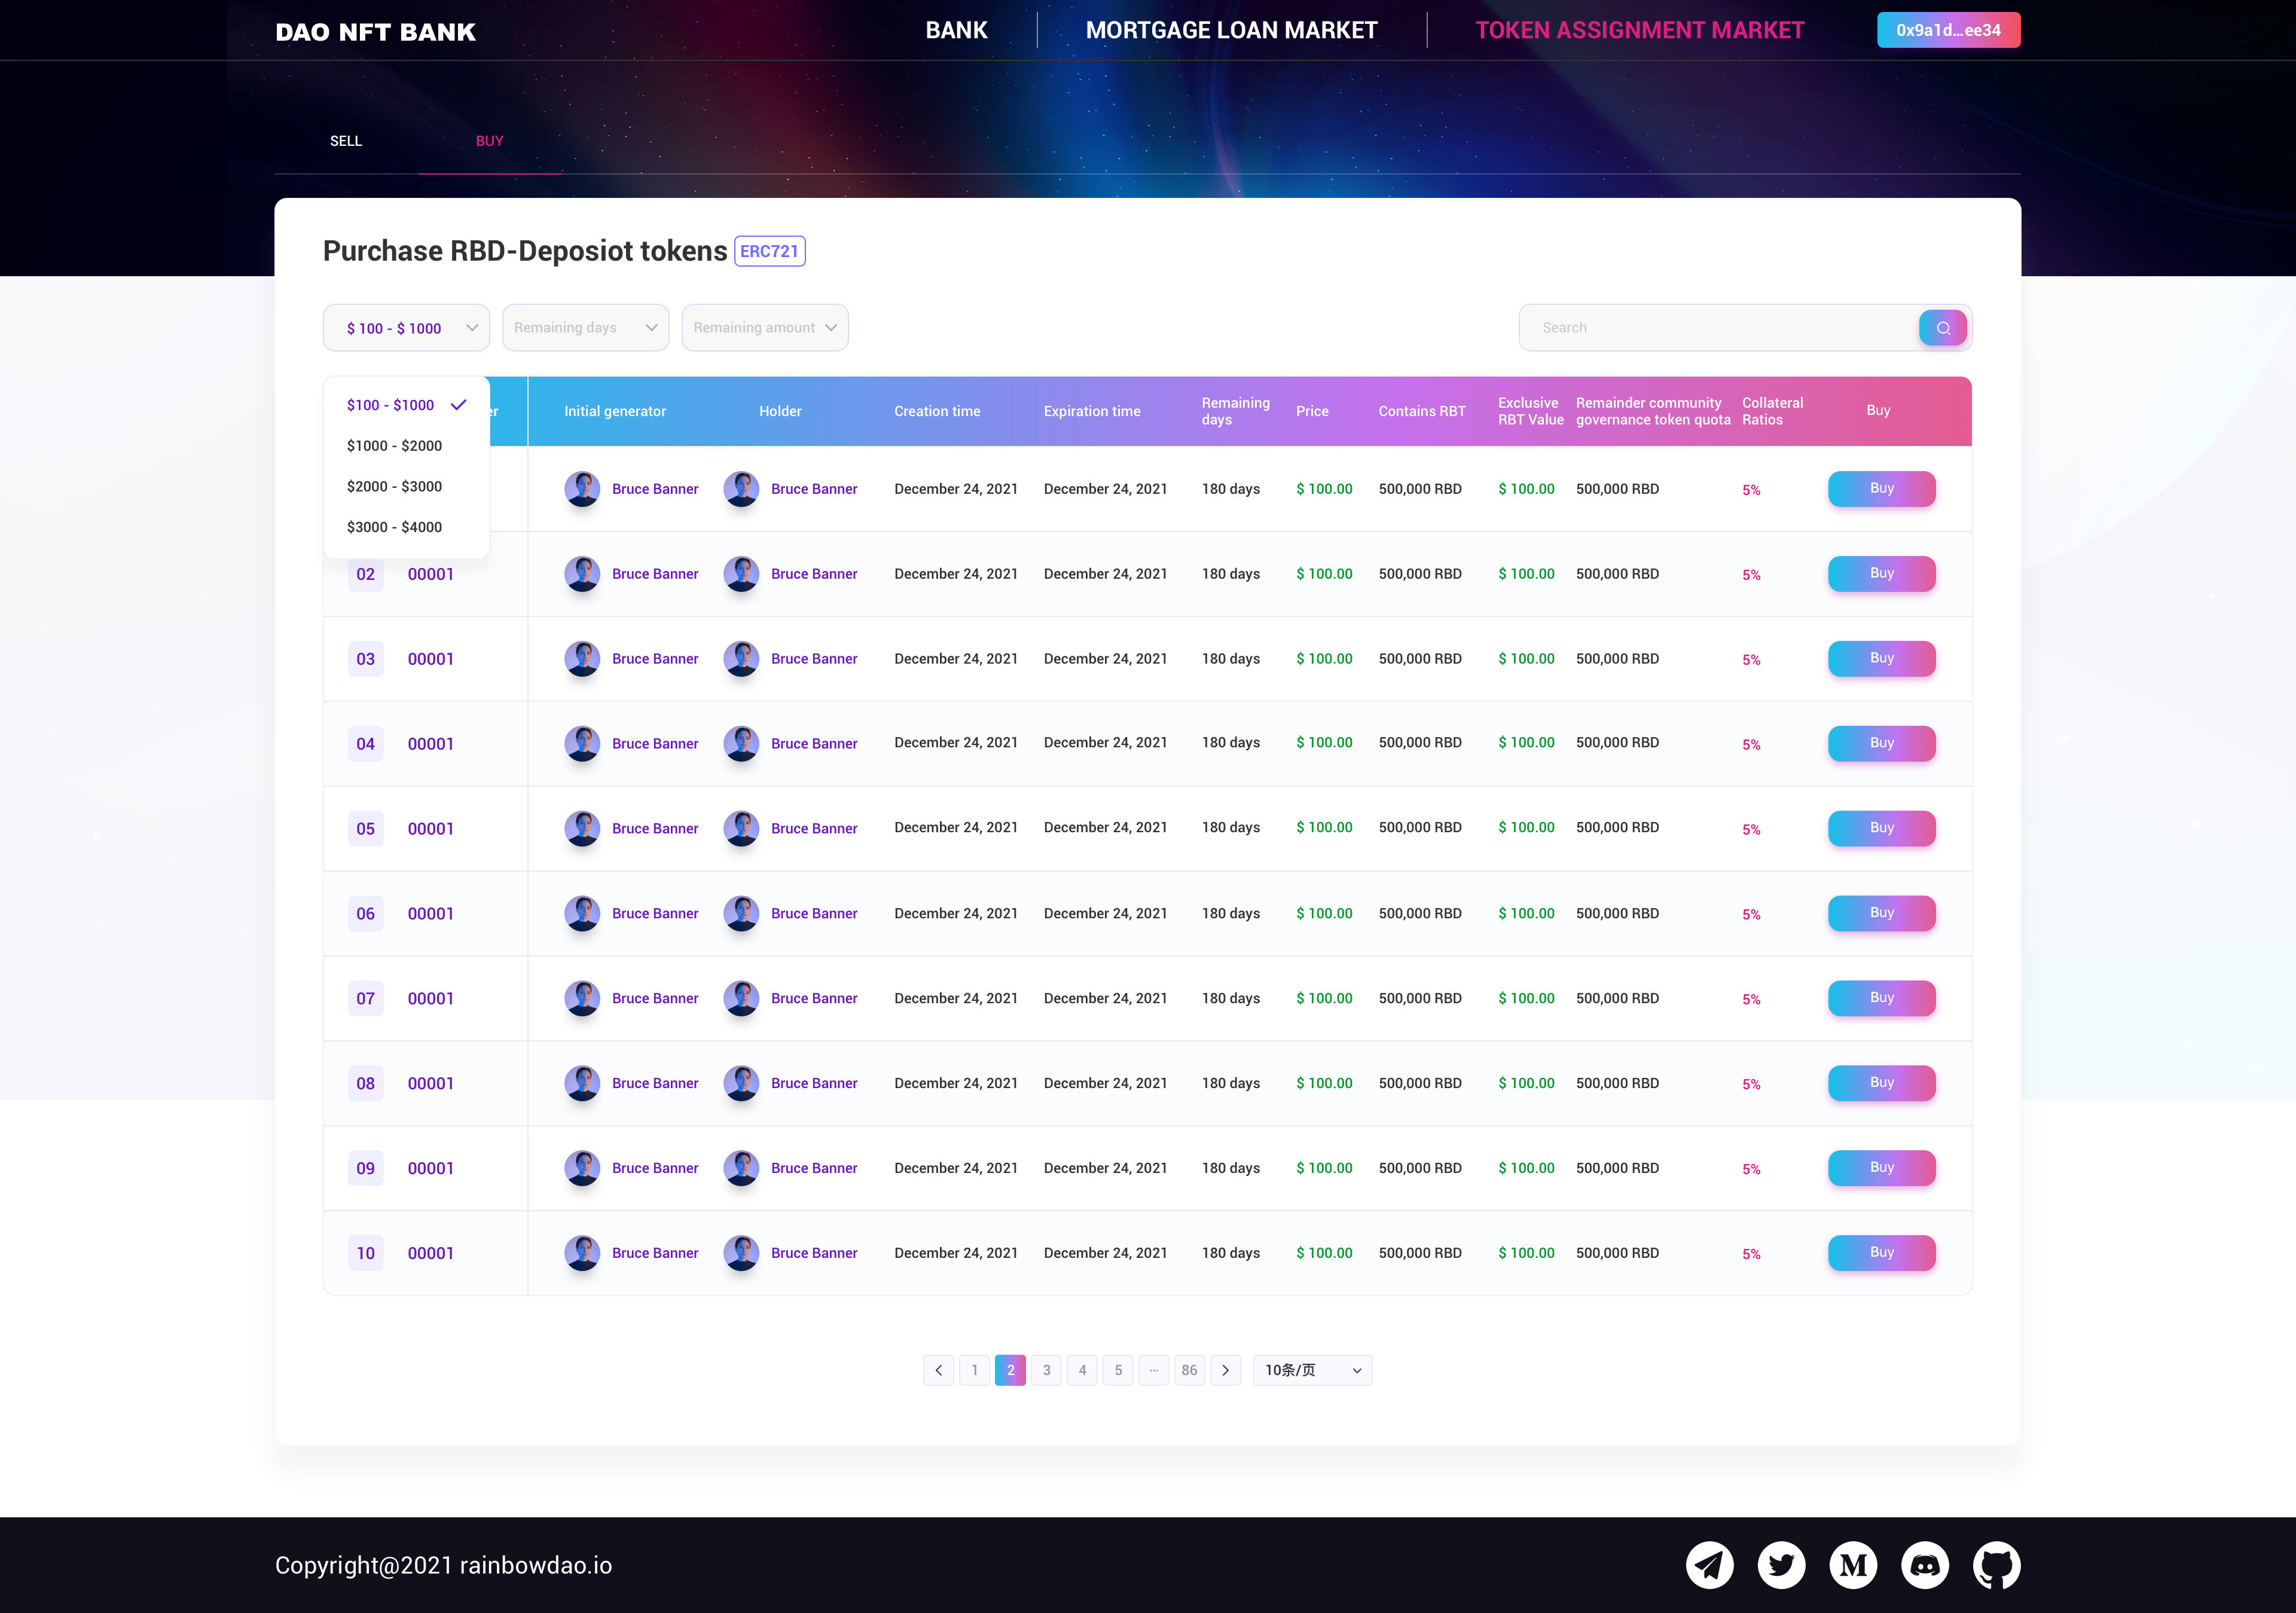 DAO NFT BANK
BANK
MORTGAGE LOAN MARKET
TOKEN ASSIGNMENT MARKET
0x9a1d...ee34
SELL
BUY
Purchase RBD-Deposiot tokens ERC721
$ 100 - $ 1000
Remaining days
Remaining amount
Search
$100 - $1000
$1000 - $2000
$2000 - $3000
$3000 - $4000
Initial generator
Holder
Creation time
Expiration time
Remaining days
Price
Contains RBT
Exclusive RBT Value
Remainder community governance token quota
Collateral Ratios
Buy
Bruce Banner Bruce Banner December 24, 2021 December 24, 2021 180 days $ 100.00 500,000 RBD $ 100.00 500,000 RBD 5% Buy
02 00001 Bruce Banner Bruce Banner December 24, 2021 December 24, 2021 180 days $ 100.00 500,000 RBD $ 100.00 500,000 RBD 5% Buy
03 00001 Bruce Banner Bruce Banner December 24, 2021 December 24, 2021 180 days $ 100.00 500,000 RBD $ 100.00 500,000 RBD 5% Buy
04 00001 Bruce Banner Bruce Banner December 24, 2021 December 24, 2021 180 days $ 100.00 500,000 RBD $ 100.00 500,000 RBD 5% Buy
05 00001 Bruce Banner Bruce Banner December 24, 2021 December 24, 2021 180 days $ 100.00 500,000 RBD $ 100.00 500,000 RBD 5% Buy
06 00001 Bruce Banner Bruce Banner December 24, 2021 December 24, 2021 180 days $ 100.00 500,000 RBD $ 100.00 500,000 RBD 5% Buy
07 00001 Bruce Banner Bruce Banner December 24, 2021 December 24, 2021 180 days $ 100.00 500,000 RBD $ 100.00 500,000 RBD 5% Buy
08 00001 Bruce Banner Bruce Banner December 24, 2021 December 24, 2021 180 days $ 100.00 500,000 RBD $ 100.00 500,000 RBD 5% Buy
09 00001 Bruce Banner Bruce Banner December 24, 2021 December 24, 2021 180 days $ 100.00 500,000 RBD $ 100.00 500,000 RBD 5% Buy
10 00001 Bruce Banner Bruce Banner December 24, 2021 December 24, 2021 180 days $ 100.00 500,000 RBD $ 100.00 500,000 RBD 5% Buy
1 2 3 4 5 ... 86 10条/页
Copyright@2021 rainbowdao.io
M